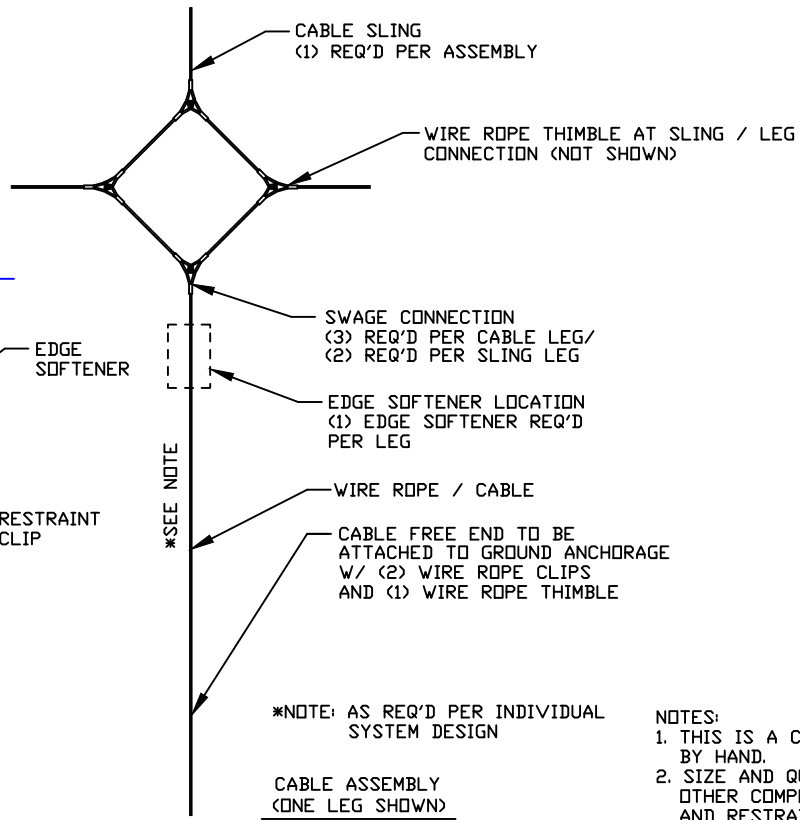 CABLE SLING
(1) REQ'D PER ASSEMBLY
WIRE ROPE THIMBLE AT SLING / LEG
CONNECTION (NOT SHOWN)
SWAGE CONNECTION
(3) REQ'D PER CABLE LEG/
(2) REQ'D PER SLING LEG
EDGE
SOFTENER
EDGE SOFTENER LOCATION
(1) EDGE SOFTENER REQ'D
PER LEG
*SEE NOTE
WIRE ROPE / CABLE
RESTRAINT
CLIP
CABLE FREE END TO BE
ATTACHED TO GROUND ANCHORAGE
W/ (2) WIRE ROPE CLIPS
AND (1) WIRE ROPE THIMBLE
*NOTE: AS REQ'D PER INDIVIDUAL
SYSTEM DESIGN
CABLE ASSEMBLY
(ONE LEG SHOWN)
NOTES:
1. THIS IS A
BY HAND.
2. SIZE AND
OTHER
AND